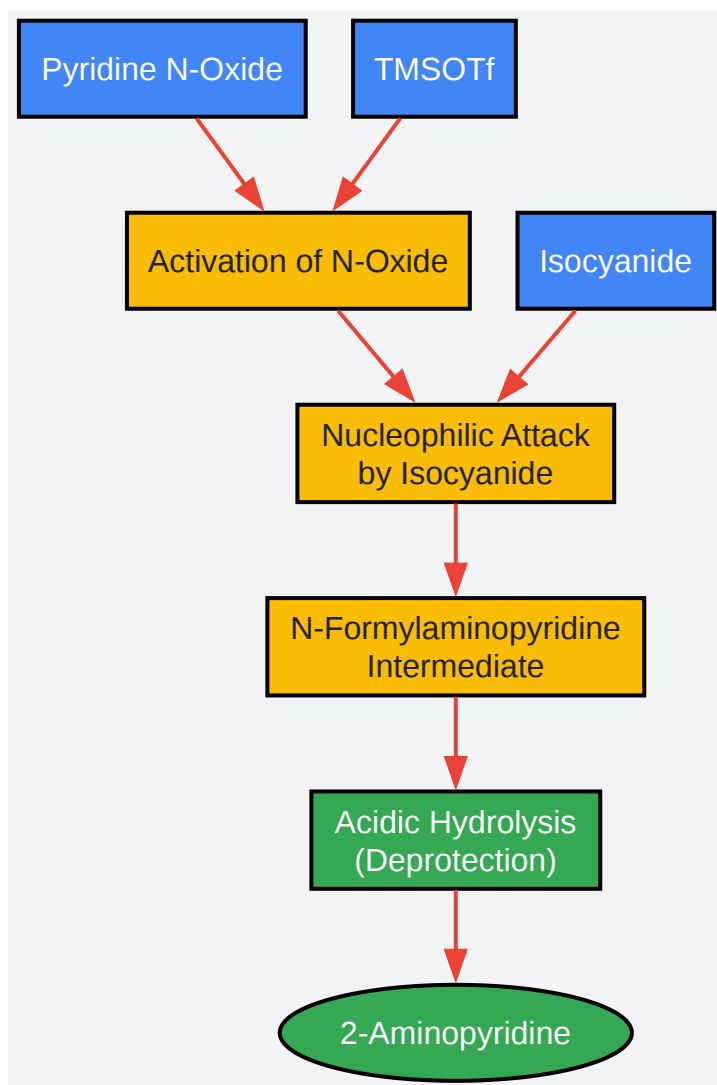 Pyridine N-Oxide
TMSOTf
Activation of N-Oxide
Isocyanide
Nucleophilic Attack
by Isocyanide
N-Formylaminopyridine
Intermediate
Acidic Hydrolysis
(Deprotection)
2-Aminopyridine